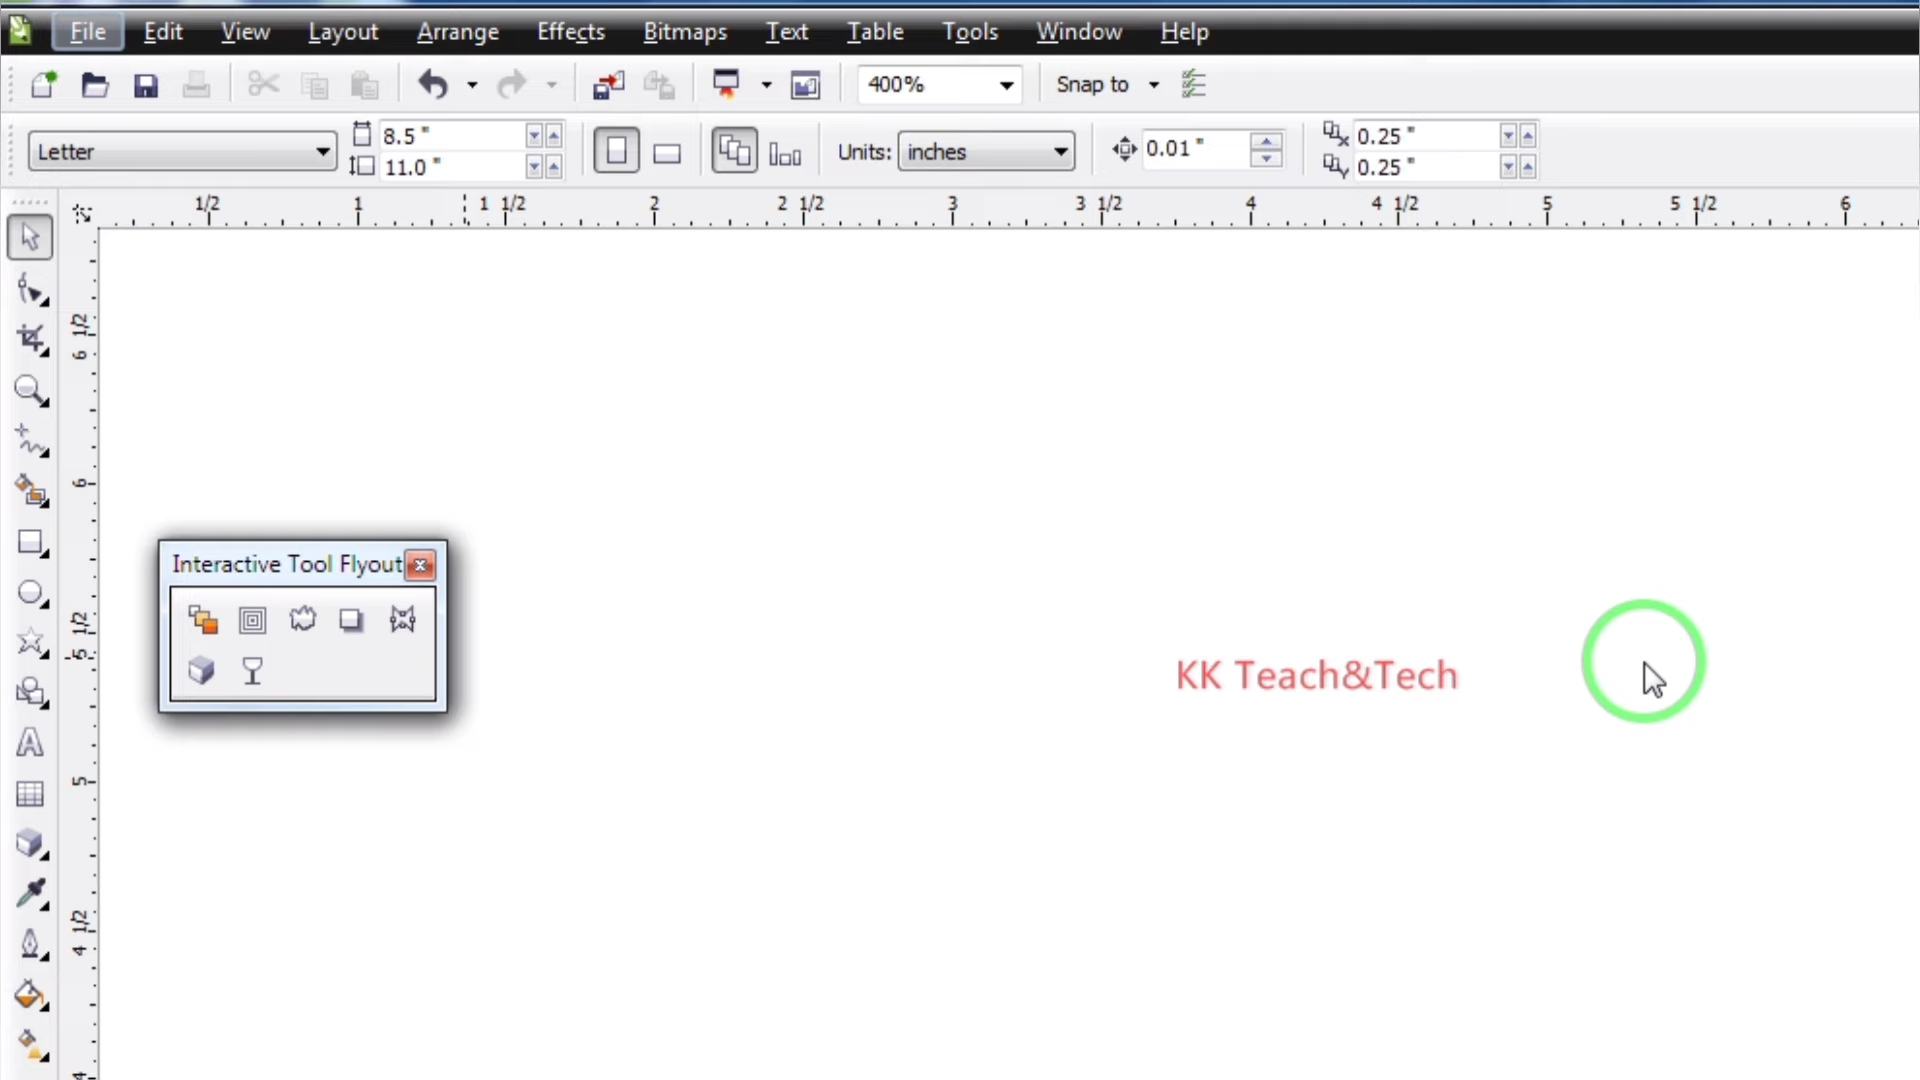 File Edit View Layout Arrange Effects Bitmaps Text Table Tools Window Help
400% Snap to
Letter 8.5 " 11.0 " Units: inches 0.01 " 0.25 " 0.25 "
1/2 1 1 1/2 2 2 1/2 3 3 1/2 4 4 1/2 5 5 1/2 6
6 1/2
6
5 1/2
5
4 1/2
4
Interactive Tool Flyout
KK Teach&Tech